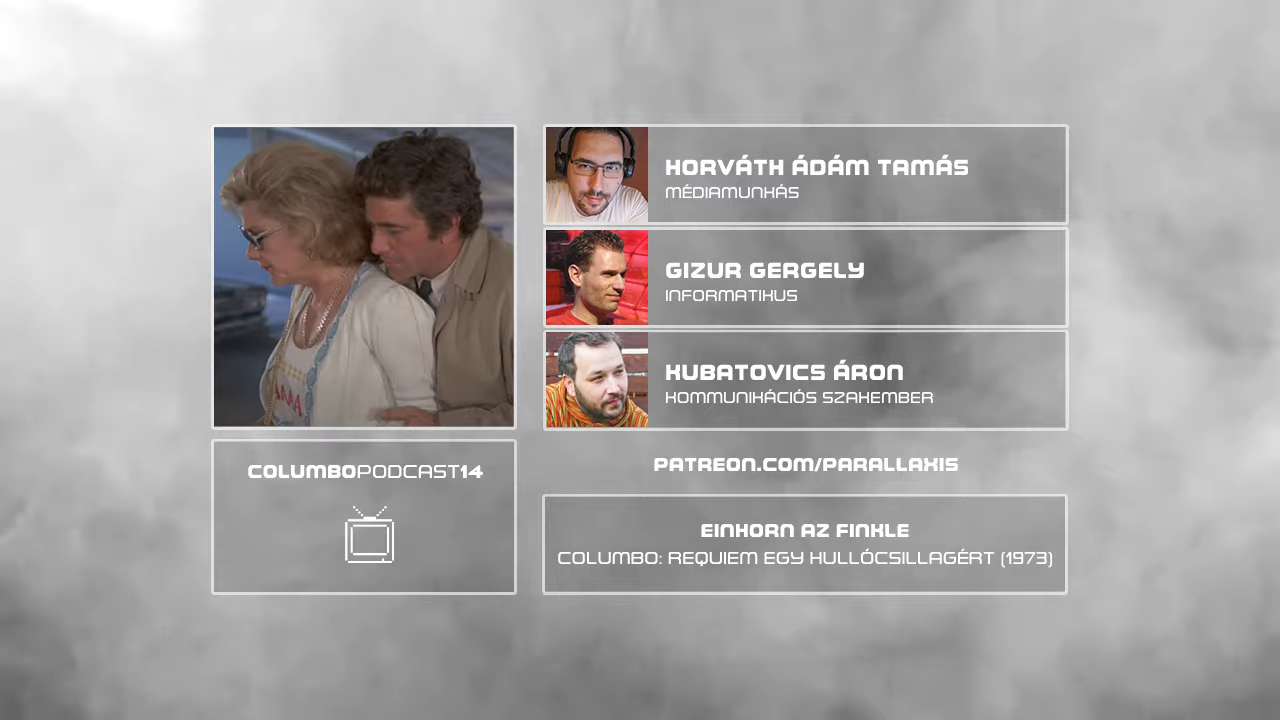 HORVÁTH ÁDÁM TAMÁS
MÉDIAMUNKÁS
GIZUR GERGELY
INFORMATIKUS
KUBATOVICS ÁRON
KOMMUNIKÁCIÓS SZAKEMBER
COLUMBOPODCAST14
PATREON.COM/PARALLAXIS
EINHORN AZ FINKLE
COLUMBO: REQUIEM EGY HULLÓCSILLAGÉRT (1973)